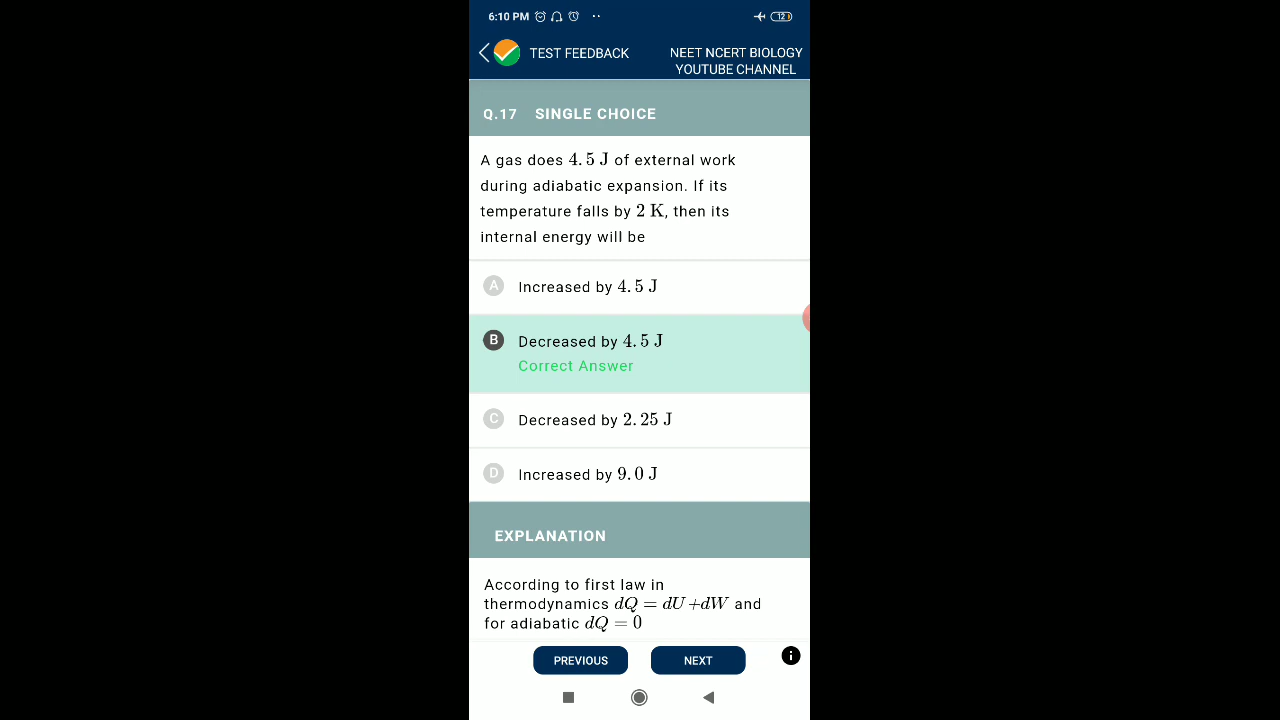 6:10 PM
12
TEST FEEDBACK
NEET NCERT BIOLOGY
YOUTUBE CHANNEL
Q.17 SINGLE CHOICE
A gas does 4.5 J of external work
during adiabatic expansion. If its
temperature falls by 2 K, then its
internal energy will be
A Increased by 4.5 J
B Decreased by 4.5 J
Correct Answer
C Decreased by 2.25 J
D Increased by 9.0 J
EXPLANATION
According to first law in
thermodynamics dQ = dU+dW and
for adiabatic dQ = 0
PREVIOUS NEXT